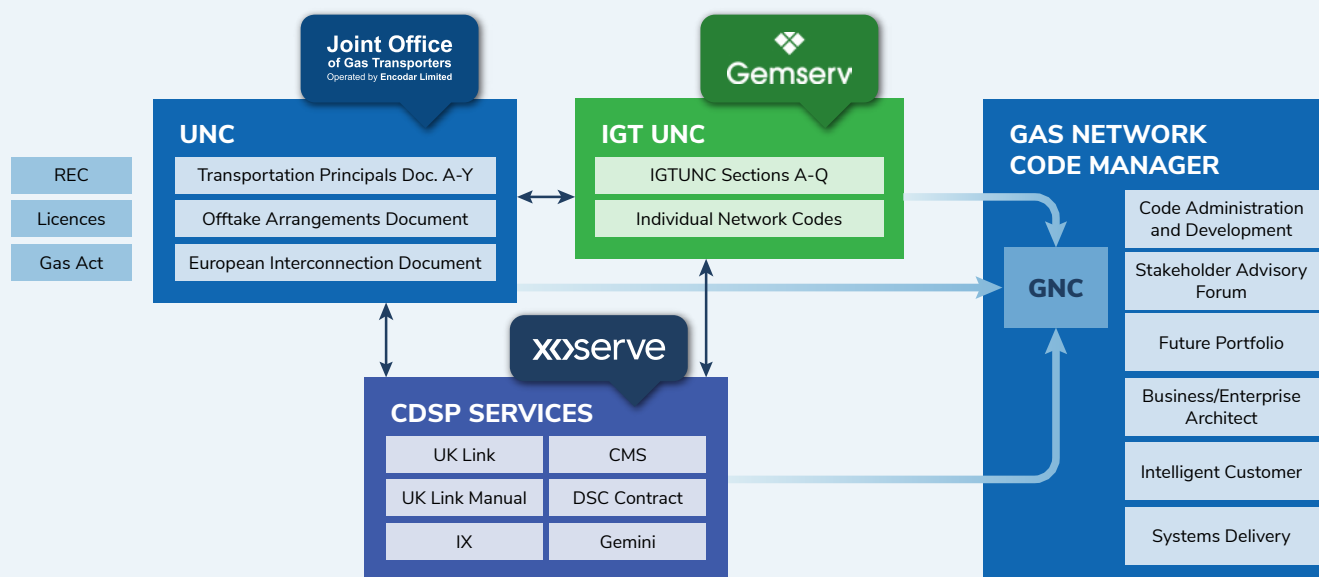 Joint Office
of Gas Transporters
Operated by Encodar Limited
Gemserv
UNC
Transportation Principals Doc. A-Y
Offtake Arrangements Document
European Interconnection Document
IGT UNC
IGTUNC Sections A-Q
Individual Network Codes
REC
Licences
Gas Act
xoserve
CDSP SERVICES
UK Link
CMS
UK Link Manual
DSC Contract
IX
Gemini
GAS NETWORK
CODE MANAGER
GNC
Code Administration
and Development
Stakeholder Advisory
Forum
Future Portfolio
Business/Enterprise
Architect
Intelligent Customer
Systems Delivery